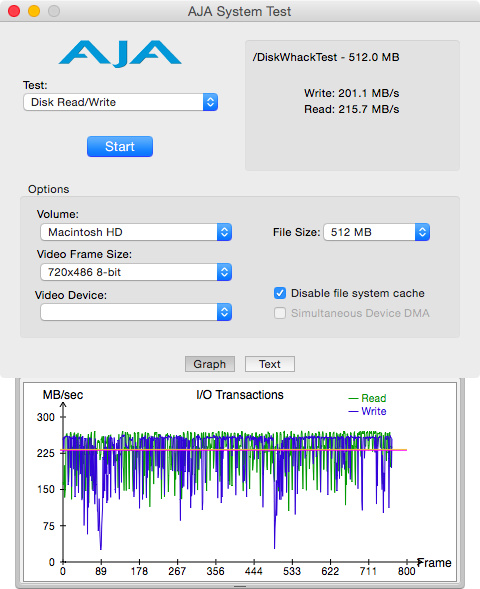 AJA System Test
AJA
/DiskWhackTest - 512.0 MB
Write: 201.1 MB/s
Read: 215.7 MB/s
Test:
Disk Read/Write
Start
Options
Volume:
Macintosh HD
File Size: 512 MB
Video Frame Size:
720x486 8-bit
Video Device:
Disable file system cache
Simultaneous Device DMA
Graph Text
MB/sec I/O Transactions Read
Write
300
225
150
75
0
0 89 178 267 356 444 533 622 711 800
Frame